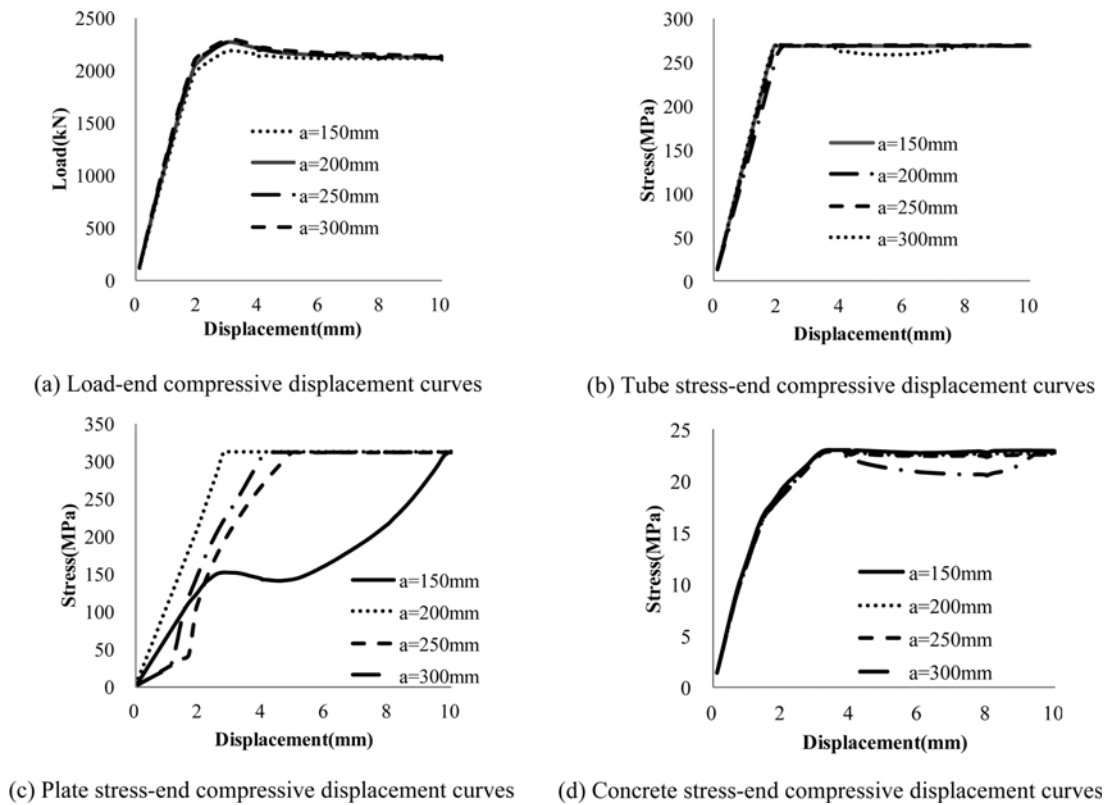 2500
2000
1500
1000
500
0
Load(kN)
a=150mm
a=200mm
a=250mm
a=300mm
0 2 4 6 8 10
Displacement(mm)
(a) Load-end compressive displacement curves
300
250
200
150
100
50
0
Stress(MPa)
a=150mm
a=200mm
a=250mm
a=300mm
0 2 4 6 8 10
Displacement(mm)
(b) Tube stress-end compressive displacement curves
350
300
250
200
150
100
50
0
Stress(MPa)
a=150mm
a=200mm
a=250mm
a=300mm
0 2 4 6 8 10
Displacement(mm)
(c) Plate stress-end compressive displacement curves
25
20
15
10
5
0
Stress(MPa)
a=150mm
a=200mm
a=250mm
a=300mm
0 2 4 6 8 10
Displacement(mm)
(d) Concrete stress-end compressive displacement curves